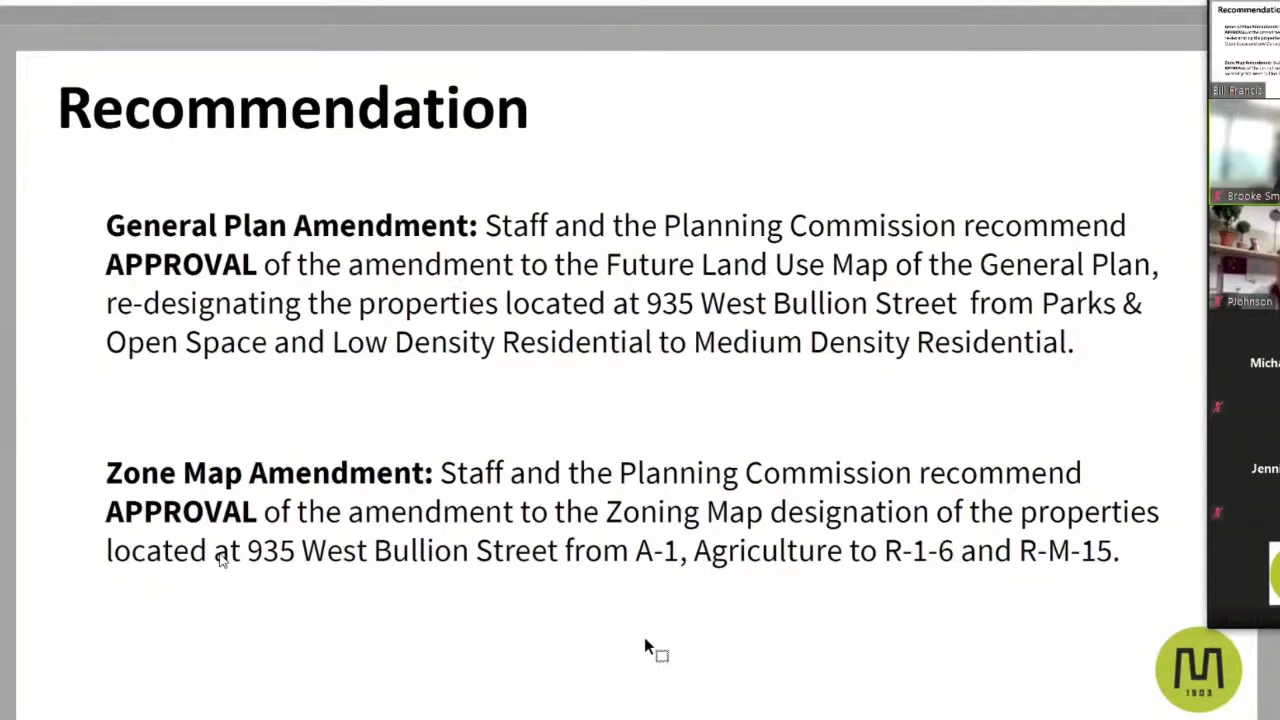 Recommendation
General Plan Amendment: Staff and the Planning Commission recommend
APPROVAL of the amendment to the Future Land Use Map of the General Plan,
re-designating the properties located at 935 West Bullion Street from Parks &
Open Space and Low Density Residential to Medium Density Residential.
Zone Map Amendment: Staff and the Planning Commission recommend
APPROVAL of the amendment to the Zoning Map designation of the properties
located at 935 West Bullion Street from A-1, Agriculture to R-1-6 and R-M-15.
M
1903
Recommendatio
Bill Francis
Brooke Sm
PJohnson
Micha
Jenni